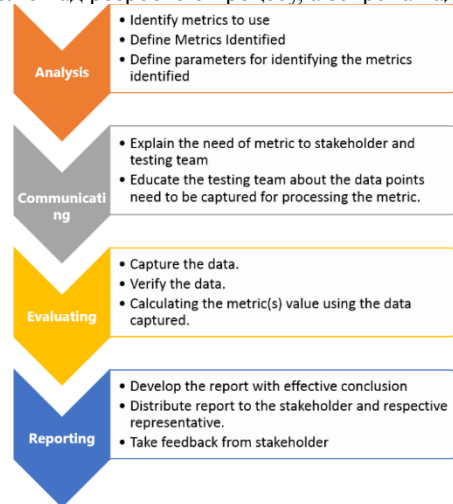 Analysis
• Identify metrics to use
• Define Metrics Identified
• Define parameters for identifying the metrics
identified
Communicati
ng
• Explain the need of metric to stakeholder and
testing team
• Educate the testing team about the data points
need to be captured for processing the metric.
Evaluating
• Capture the data.
• Verify the data.
• Calculating the metric(s) value using the data
captured.
Reporting
• Develop the report with effective conclusion
• Distribute report to the stakeholder and respective
representative.
• Take feedback from stakeholder